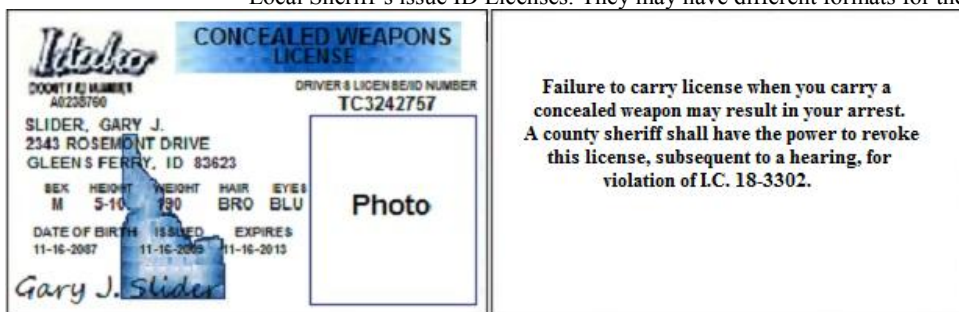 Local Sheriff's issue ID Licenses. They may have different formats for the
Idaho
CONCEALED WEAPONS
LICENSE
COUNTY ID NUMBER
A0238760
DRIVERS LICENSE/ID NUMBER
TC3242757
SLIDER, GARY J.
2343 ROSEMONT DRIVE
GLEENS FERRY, ID 83623
SEX HEIGHT WEIGHT HAIR EYES
M 5-10 190 BRO BLU
DATE OF BIRTH ISSUED EXPIRES
11-16-2087 11-16-2009 11-16-2013
Gary J. Slider
Photo
Failure to carry license when you carry a
concealed weapon may result in your arrest.
A county sheriff shall have the power to revoke
this license, subsequent to a hearing, for
violation of I.C. 18-3302.